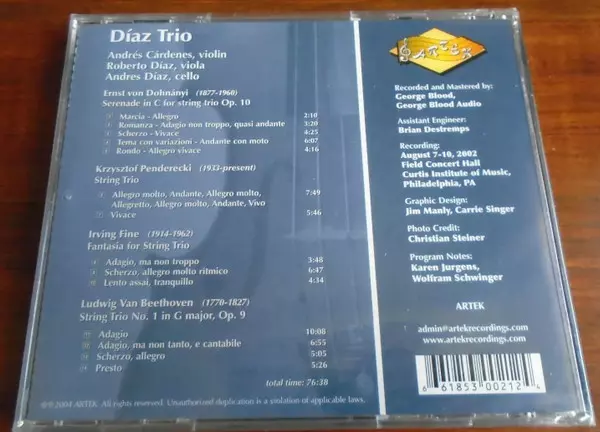 Díaz Trio
Andrés Cárdenes, violin
Roberto Díaz, viola
Andres Díaz, cello
Ernst von Dohnányi (1877-1960)
Serenade in C for string trio Op. 10
Marcia - Allegro 2:10
Romanza - Adagio non troppo, quasi andante 3:20
Scherzo - Vivace 4:25
Tema con variazioni - Andante con moto 6:07
Rondo - Allegro vivace 4:16
Krzysztof Penderecki (1933-present)
String Trio
Allegro molto, Andante, Allegro molto,
Allegretto, Allegro molto, Andante, Vivo 7:49
Vivace 5:46
Irving Fine (1914-1962)
Fantasia for String Trio
Adagio, ma non troppo 3:48
Scherzo, allegro molto ritmico 6:47
Lento assai, tranquillo 4:34
Ludwig Van Beethoven (1770-1827)
String Trio No. 1 in G major, Op. 9
Adagio 10:08
Adagio, ma non tanto, e cantabile 6:55
Scherzo, allegro 5:05
Presto 5:26
total time: 76:38
℗©2004 ARTEK. All rights reserved. Unauthorized duplication is a violation of applicable laws.
ARTEK
Recorded and Mastered by:
George Blood,
George Blood Audio
Assistant Engineer:
Brian Destremps
Recording:
August 7-10, 2002
Field Concert Hall
Curtis Institute of Music,
Philadelphia, PA
Graphic Design:
Jim Manly, Carrie Singer
Photo Credit:
Christian Steiner
Program Notes:
Karen Jurgens,
Wolfram Schwinger
ARTEK
admin@artekrecordings.com
www.artekrecordings.com
6 61853 00212 4